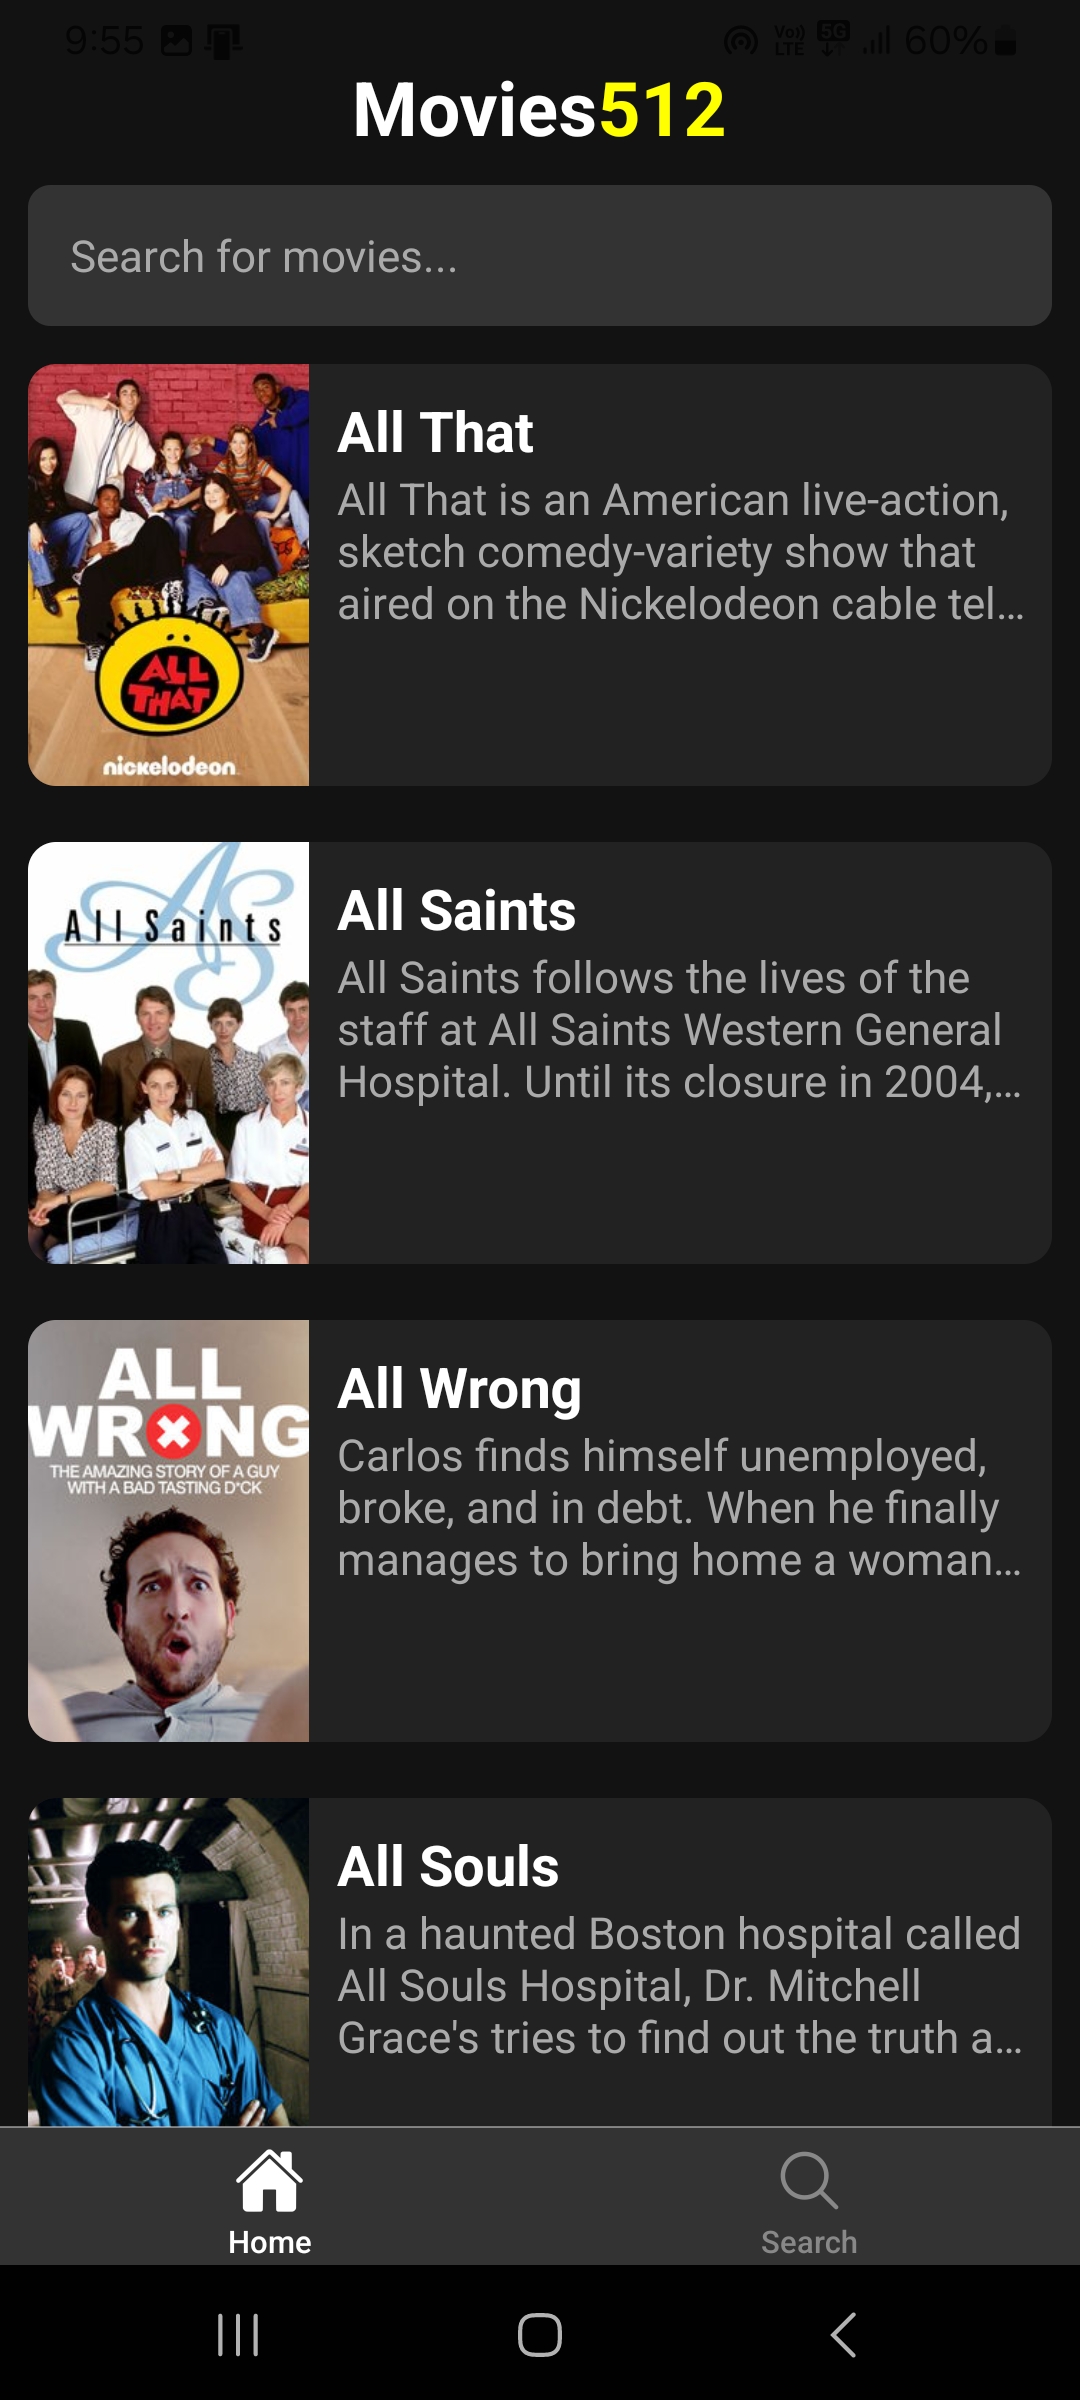 9:55
Vo)) LTE 5G 60%
Movies512
Search for movies...
ALL
THAT
nickelodeon
All That
All That is an American live-action,
sketch comedy-variety show that
aired on the Nickelodeon cable tel...
AS
All Saints
All Saints
All Saints follows the lives of the
staff at All Saints Western General
Hospital. Until its closure in 2004,...
ALL
WRONG
THE AMAZING STORY OF A GUY
WITH A BAD TASTING D*CK
All Wrong
Carlos finds himself unemployed,
broke, and in debt. When he finally
manages to bring home a woman...
All Souls
In a haunted Boston hospital called
All Souls Hospital, Dr. Mitchell
Grace's tries to find out the truth a...
Home
Search